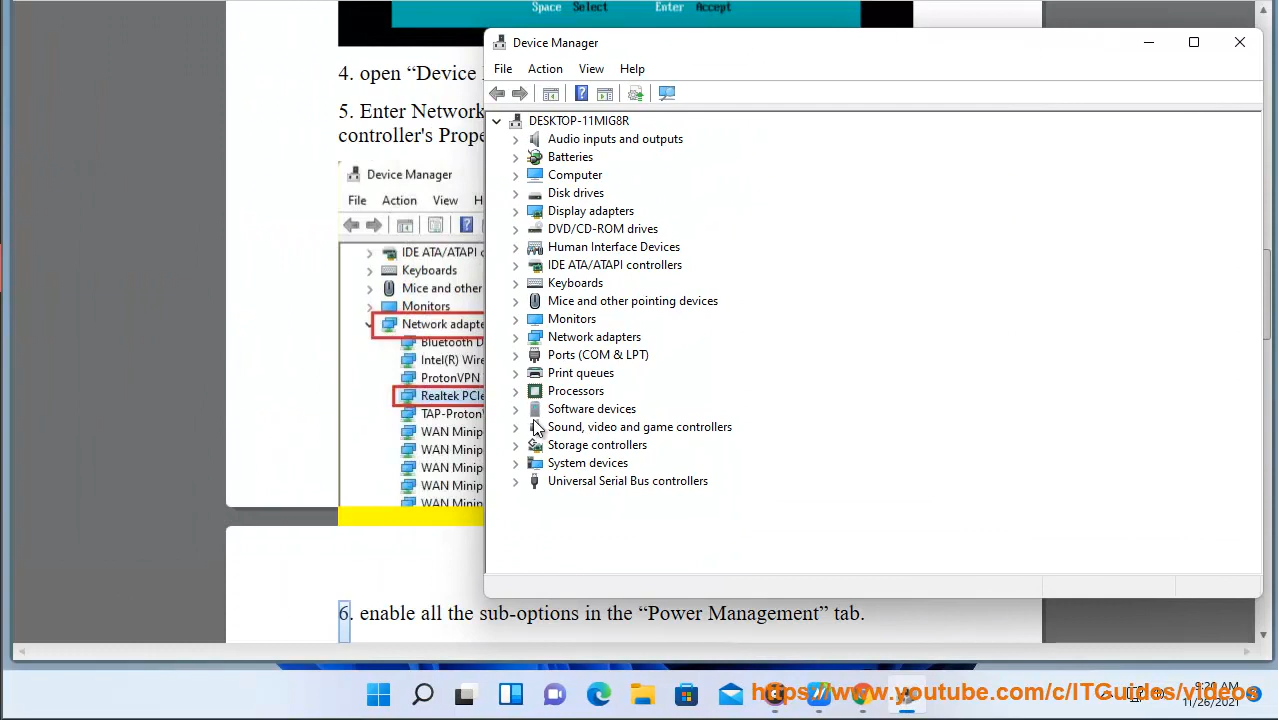 Space Select Enter Accept
4. open “Device
5. Enter Network
controller's Prope
Device Manager
File Action View H
IDE ATA/ATAPI c
Keyboards
Mice and other
Monitors
Network adapte
Bluetooth D
Intel(R) Wire
ProtonVPN
Realtek PCIe
TAP-ProtonV
WAN Minip
WAN Minip
WAN Minip
WAN Minip
WAN Minip
Device Manager
File Action View Help
DESKTOP-11MIG8R
Audio inputs and outputs
Batteries
Computer
Disk drives
Display adapters
DVD/CD-ROM drives
Human Interface Devices
IDE ATA/ATAPI controllers
Keyboards
Mice and other pointing devices
Monitors
Network adapters
Ports (COM & LPT)
Print queues
Processors
Software devices
Sound, video and game controllers
Storage controllers
System devices
Universal Serial Bus controllers
6. enable all the sub-options in the “Power Management” tab.
https://www.youtube.com/c/ITGuides/videos
9:20 AM
11/26/2021